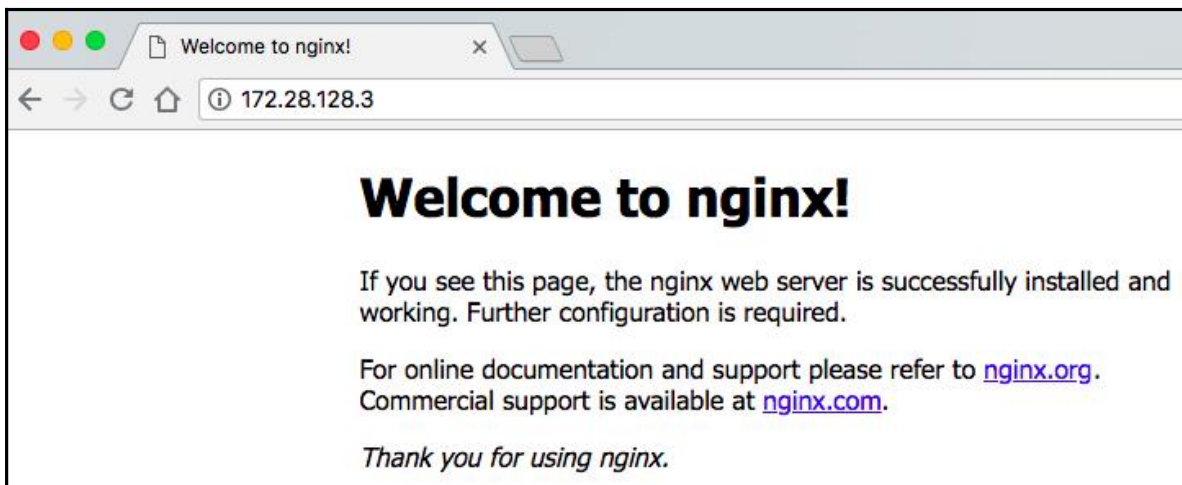 Welcome to nginx!
172.28.128.3
Welcome to nginx!
If you see this page, the nginx web server is successfully installed and
working. Further configuration is required.
For online documentation and support please refer to nginx.org.
Commercial support is available at nginx.com.
Thank you for using nginx.